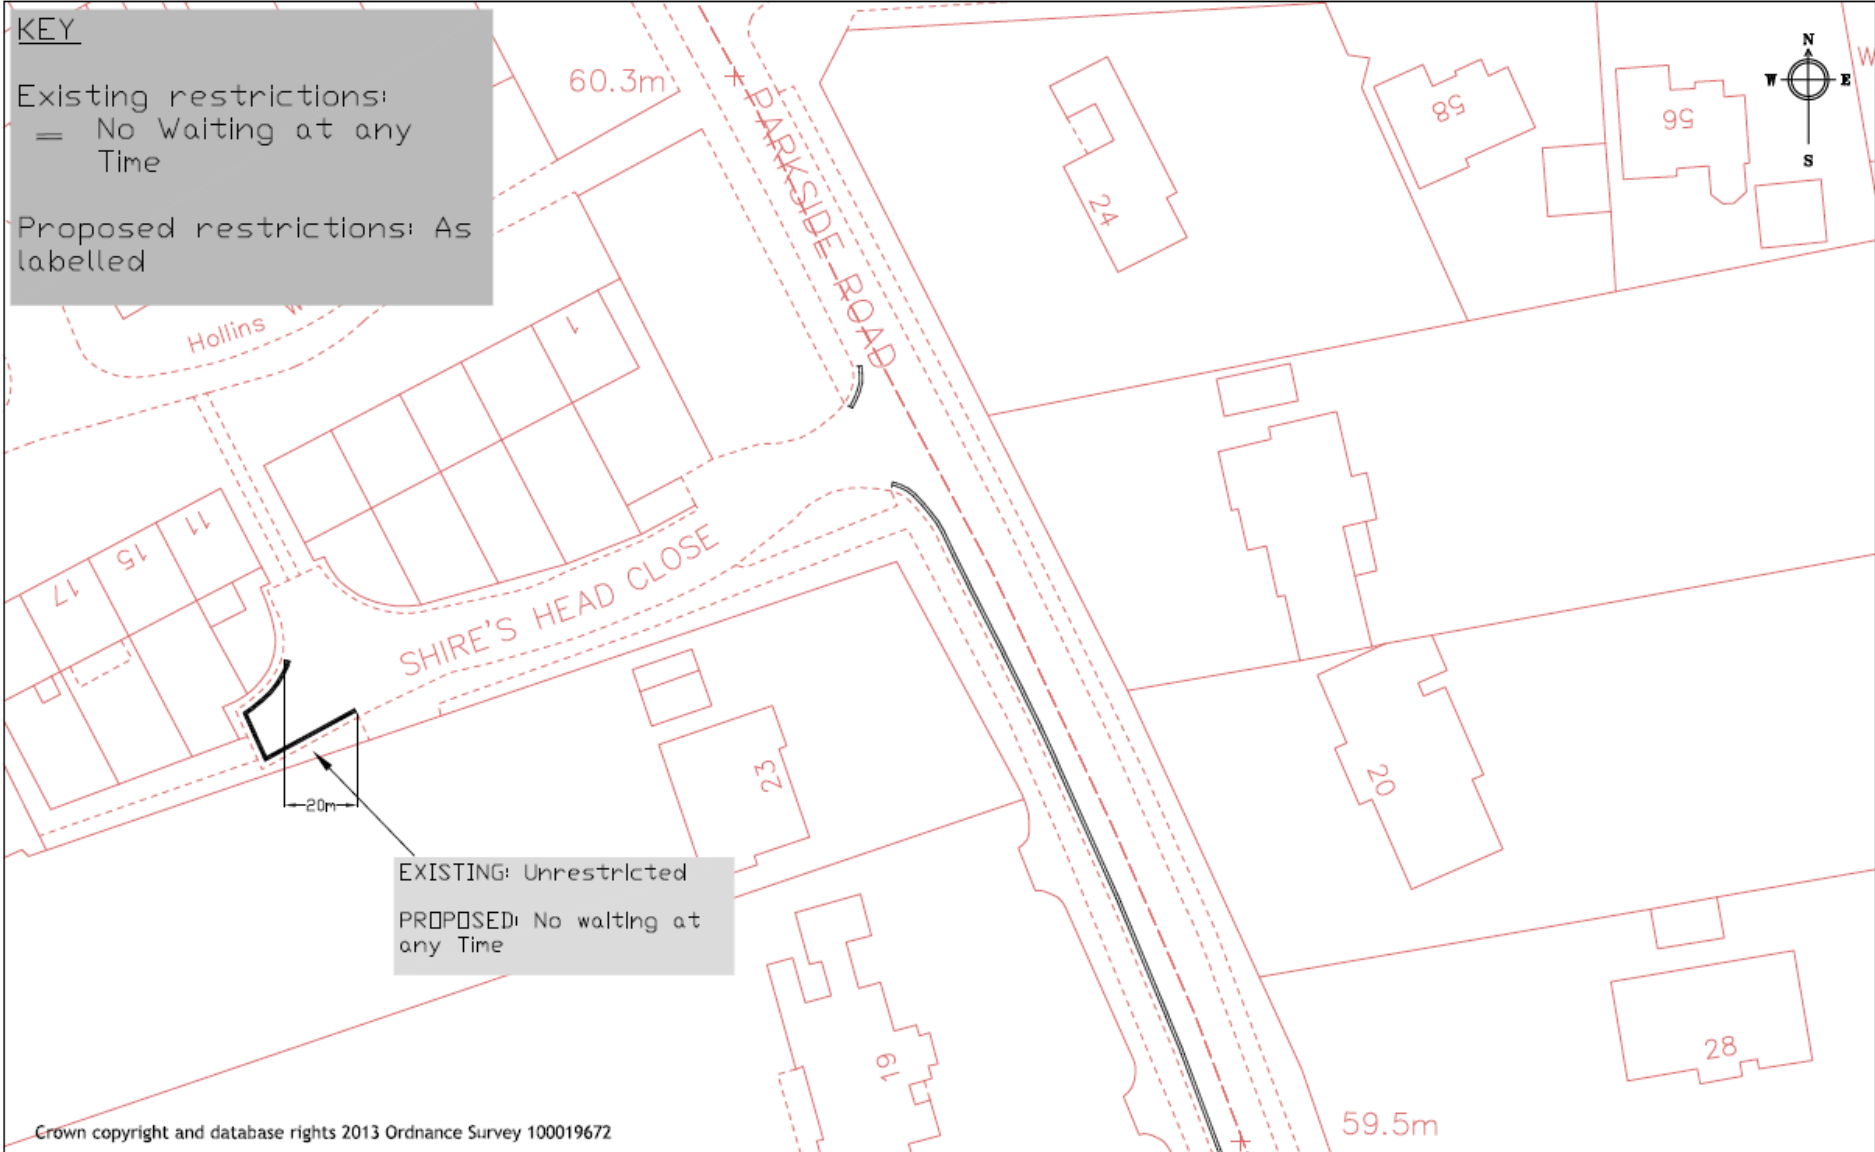 KEY
Existing restrictions:
= No Waiting at any
Time
Proposed restrictions: As
labelled
60.3m
PARKSIDE ROAD
24
58
56
N
W E
S
W
Hollins W
1
11
15
17
SHIRE'S HEAD CLOSE
23
20
20m
EXISTING: Unrestricted
PROPOSED: No waiting at
any Time
19
28
59.5m
Crown copyright and database rights 2013 Ordnance Survey 100019672